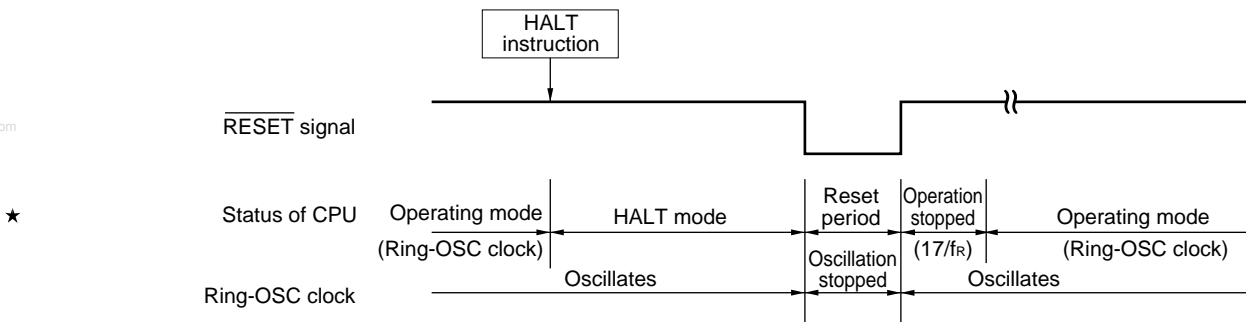 HALT
instruction
om
RESET signal
★ Status of CPU
Operating mode
(Ring-OSC clock)
HALT mode
Reset
period
Operation
stopped
(17/fR)
Operating mode
(Ring-OSC clock)
Ring-OSC clock
Oscillates
Oscillation
stopped
Oscillates